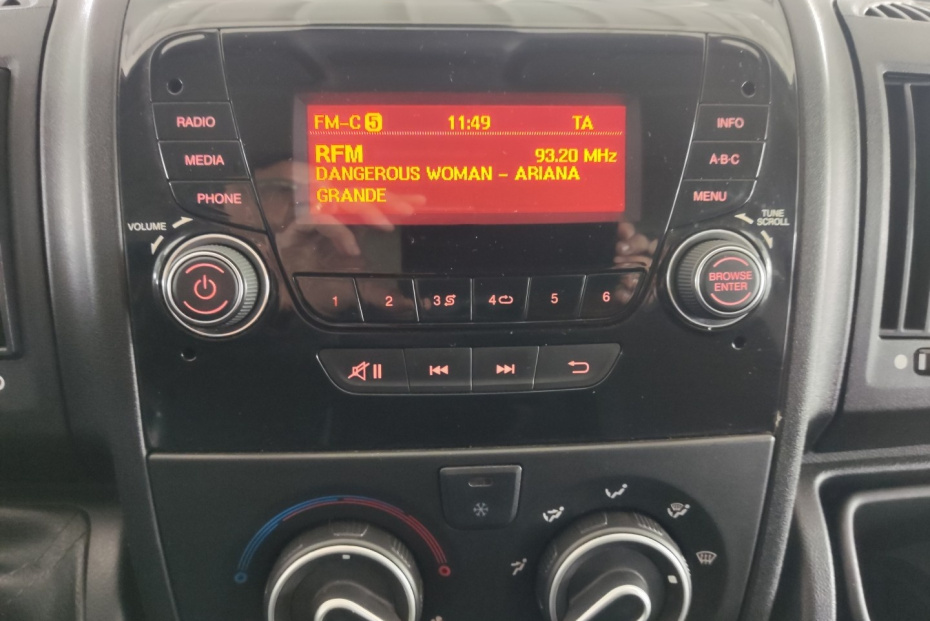 FM-C 5 11:49 TA
RFM 93.20 MHz
DANGEROUS WOMAN - ARIANA
GRANDE
RADIO
MEDIA
PHONE
VOLUME
INFO
A-B-C
MENU
TUNE
SCROLL
BROWSE
ENTER
1 2 3 4 5 6